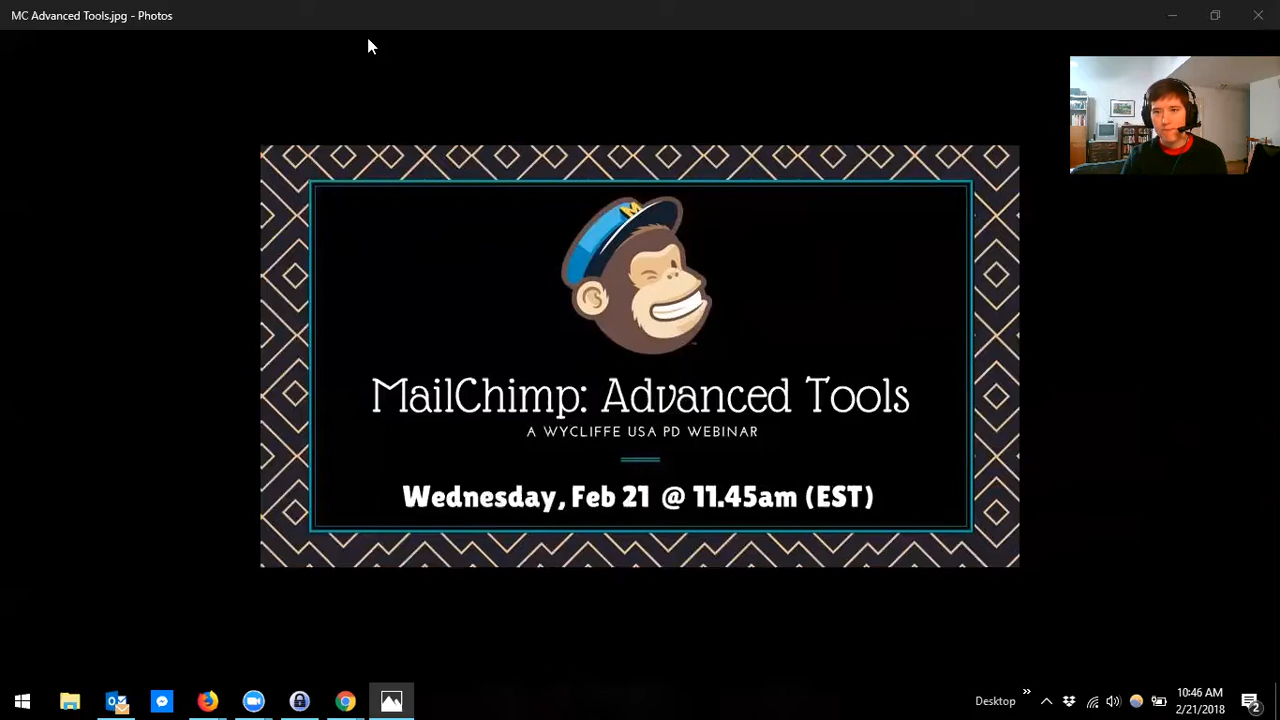 MC Advanced Tools.jpg - Photos
M
MailChimp: Advanced Tools
A WYCLIFFE USA PD WEBINAR
Wednesday, Feb 21 @ 11.45am (EST)
Desktop
10:46 AM
2/21/2018
2